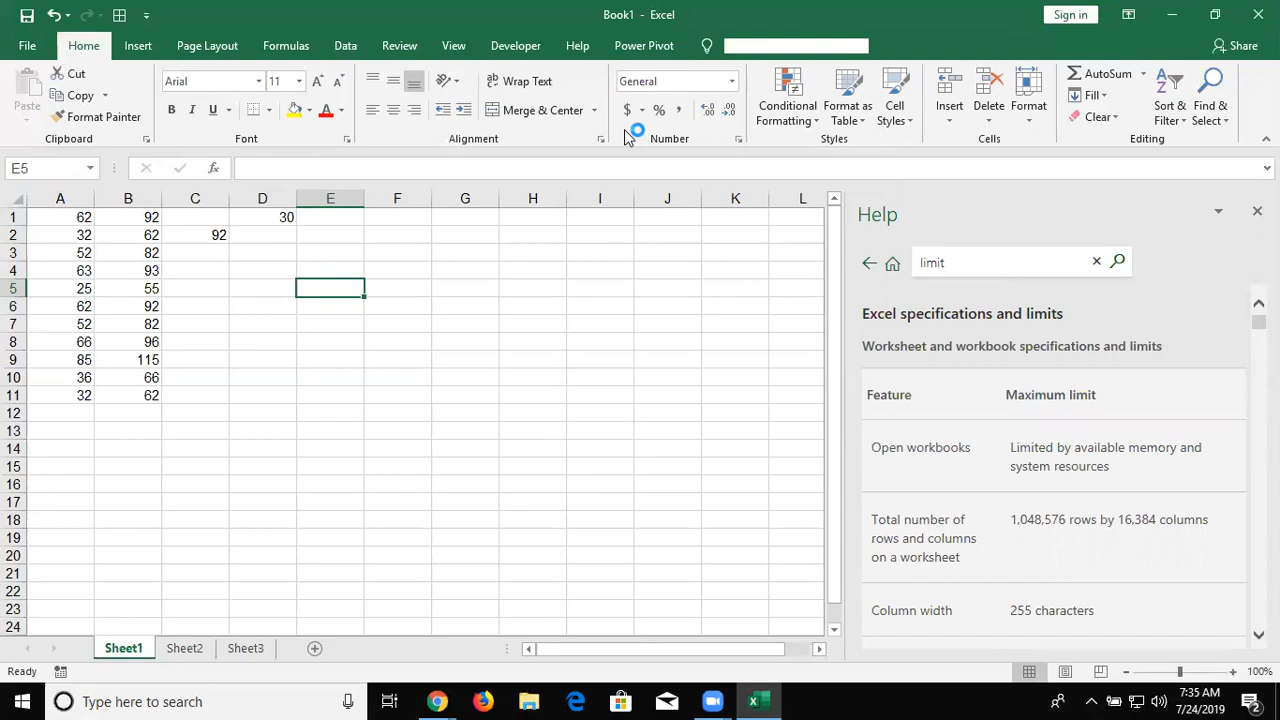 Book1 - Excel
Sign in
File Home Insert Page Layout Formulas Data Review View Developer Help Power Pivot Share
Paste
Cut
Copy
Format Painter
Clipboard
Arial 11
B I U
Font
Wrap Text
Merge & Center
Alignment
General
$ % ,
Number
Conditional Formatting
Format as Table
Cell Styles
Styles
Insert Delete Format
Cells
AutoSum
Fill
Clear
Sort & Filter
Find & Select
Editing
E5 fx
A B C D E F G H I J K L
1 62 92 30
2 32 62 92
3 52 82
4 63 93
5 25 55
6 62 92
7 52 82
8 66 96
9 85 115
10 36 66
11 32 62
12
13
14
15
16
17
18
19
20
21
22
23
24
Help
limit
Excel specifications and limits
Worksheet and workbook specifications and limits
Feature Maximum limit
Open workbooks Limited by available memory and
system resources
Total number of 1,048,576 rows by 16,384 columns
rows and columns
on a worksheet
Column width 255 characters
Sheet1 Sheet2 Sheet3
Ready 100%
Type here to search
7:35 AM
7/24/2019
2